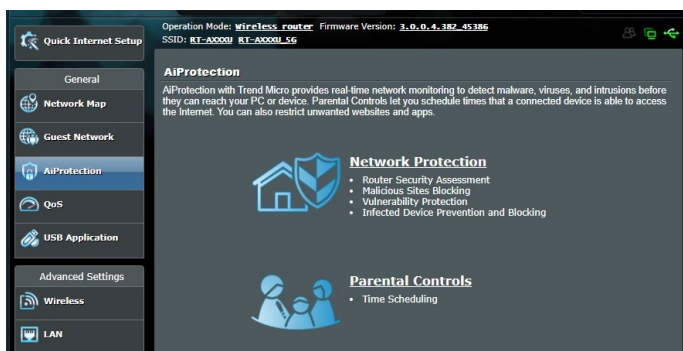 Quick Internet Setup
General
Network Map
Guest Network
AiProtection
QoS
USB Application
Advanced Settings
Wireless
LAN
Operation Mode: Wireless router Firmware Version: 3.0.0.4.382_45386
SSID: RT-AXXXU RT-AXXXU_5G
AiProtection
AiProtection with Trend Micro provides real-time network monitoring to detect malware, viruses, and intrusions before
they can reach your PC or device. Parental Controls let you schedule times that a connected device is able to access
the Internet. You can also restrict unwanted websites and apps.
Network Protection
• Router Security Assessment
• Malicious Sites Blocking
• Vulnerability Protection
• Infected Device Prevention and Blocking
Parental Controls
• Time Scheduling